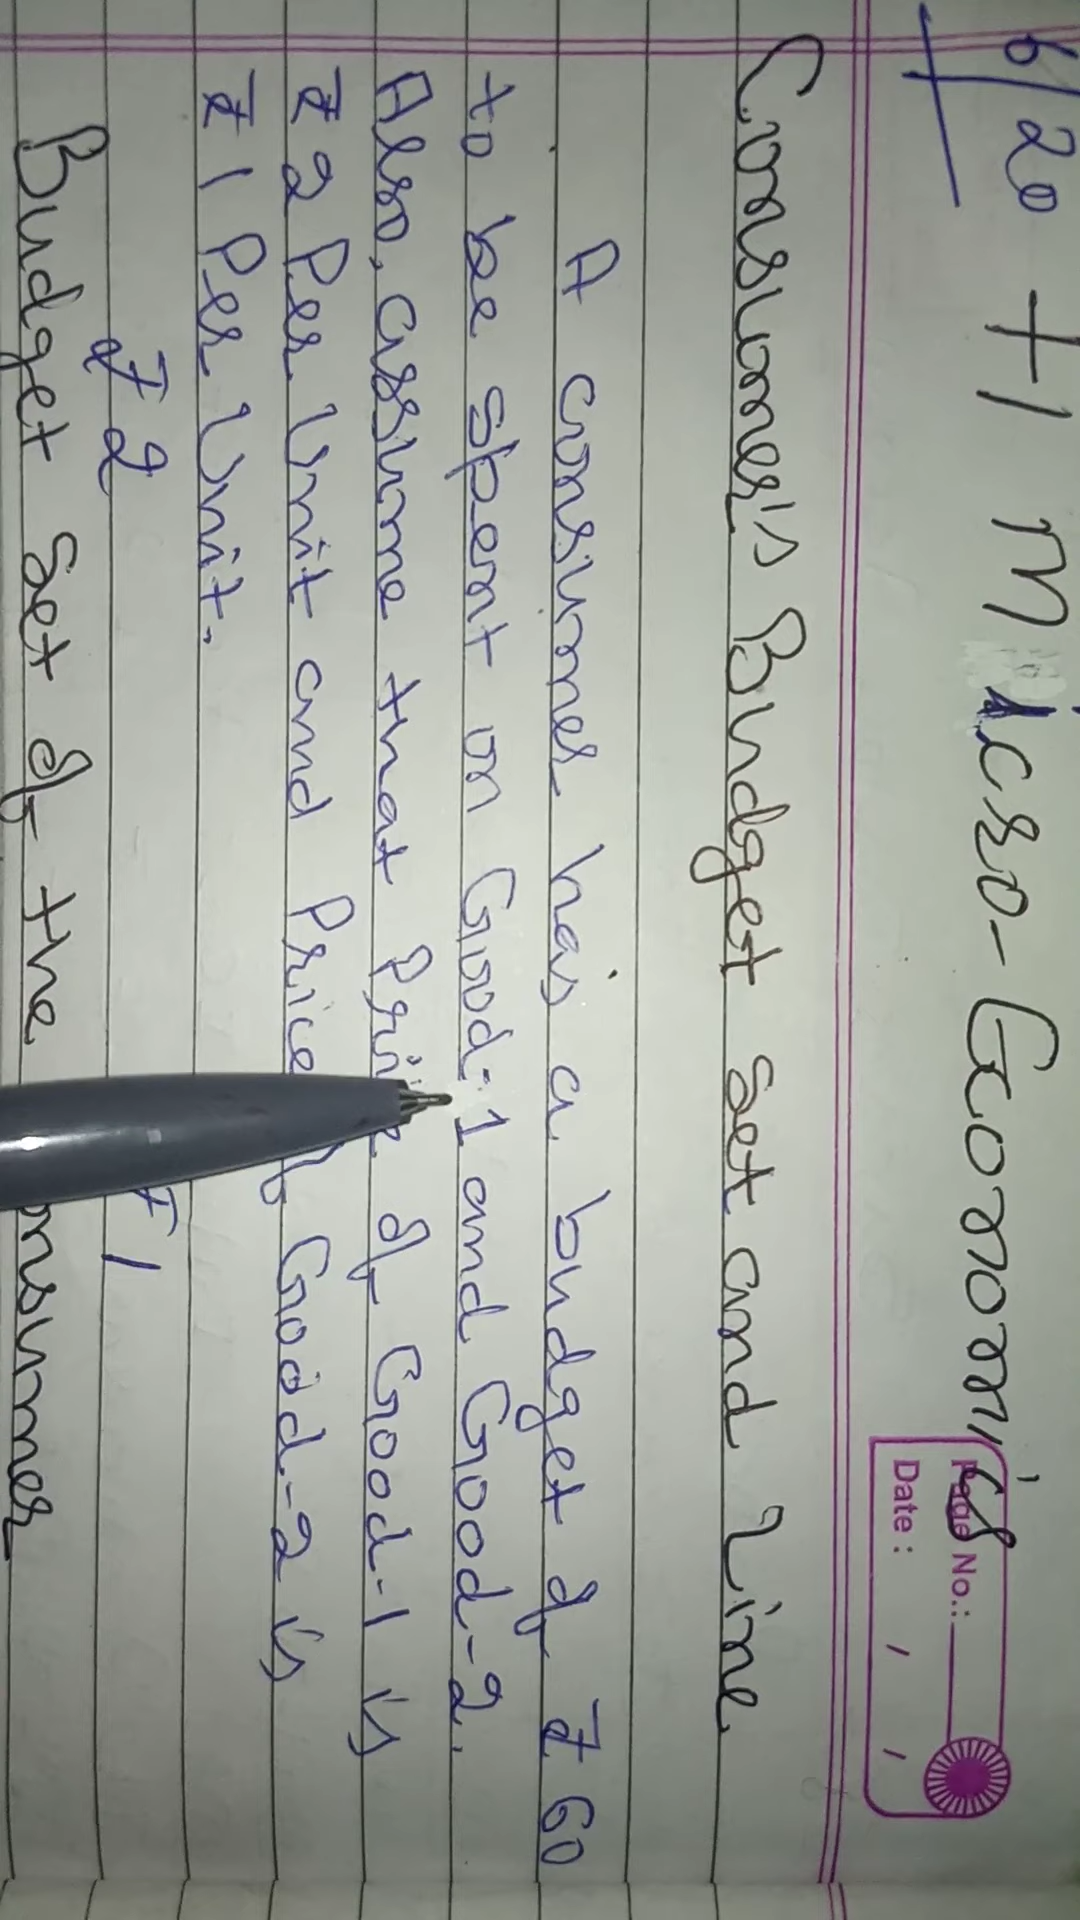 6/20 +1 Micro-Economics
Page No.:
Date: / /
Consumer's Budget Set and Line
A consumer has a budget of ₹ 60
to be spent on Good-1 and Good-2.
Also, assume that Price of Good-1 is
₹ 2 Per Unit and Price of Good-2 is
₹ 1 Per Unit.
₹ 2 ₹ 1
Budget Set of the